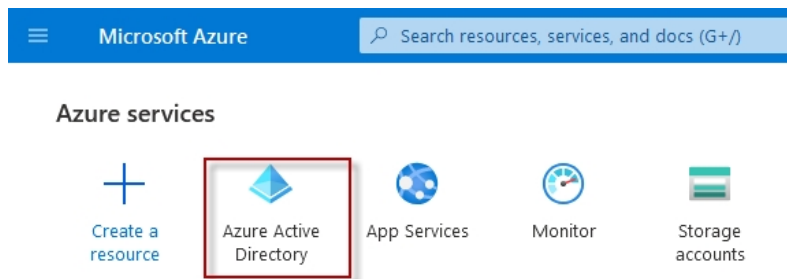 Microsoft Azure
Search resources, services, and docs (G+/)
Azure services
Create a
resource
Azure Active
Directory
App Services
Monitor
Storage
accounts